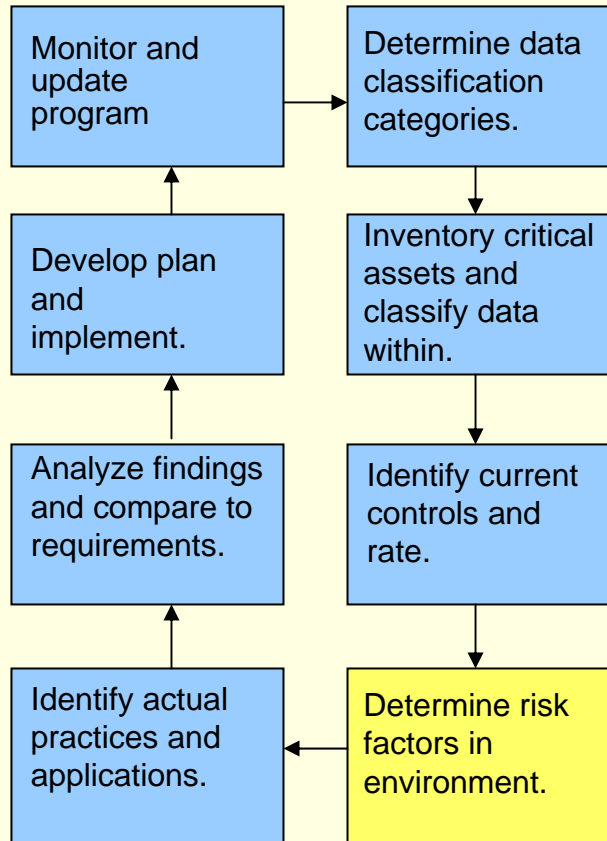 Monitor and
update
program
Determine data
classification
categories.
Develop plan
and
implement.
Inventory critical
assets and
classify data
within.
Analyze findings
and compare to
requirements.
Identify current
controls and
rate.
Identify actual
practices and
applications.
Determine risk
factors in
environment.